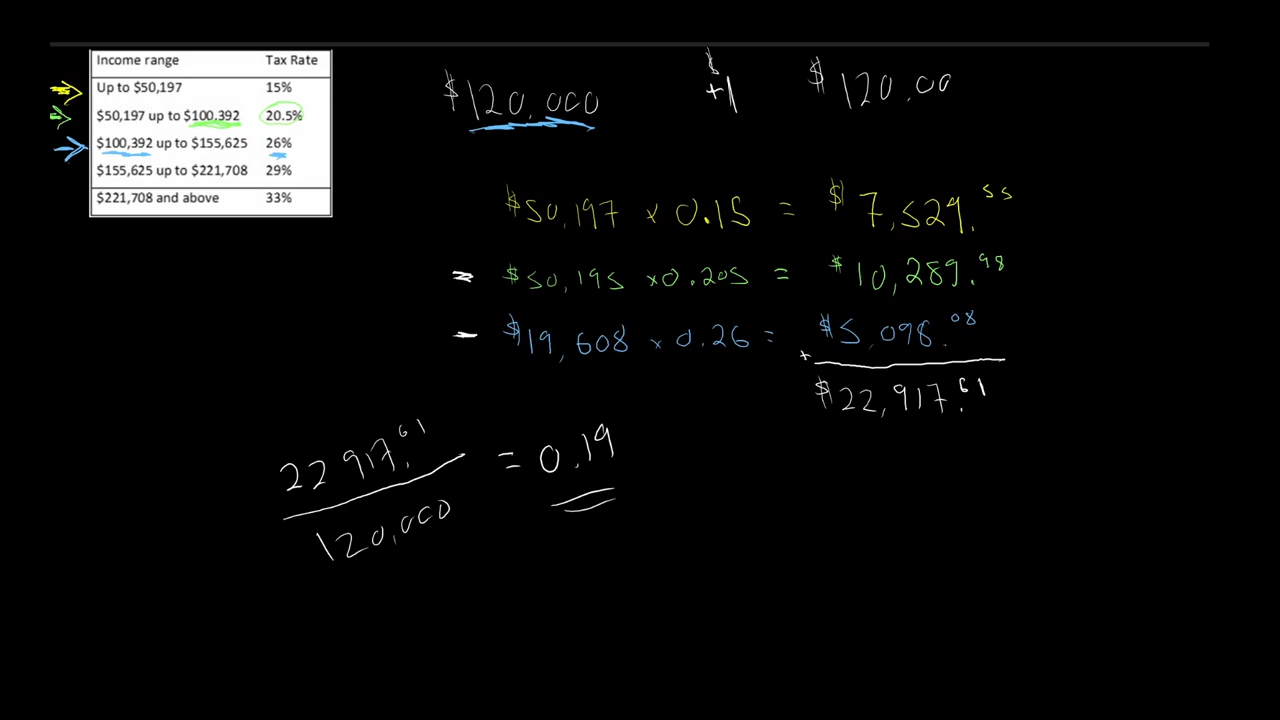 Income range Tax Rate
Up to $50,197 15%
$50,197 up to $100,392 20.5%
$100,392 up to $155,625 26%
$155,625 up to $221,708 29%
$221,708 and above 33%
$120,000 $ +1 $120.00
$50,197 x 0.15 = $7,529.55
= $50,195 x 0.205 = $10,289.98
- $19,608 x 0.26 = $5,098.08
+
$22,917.61
22 917.61 = 0.19
120,000